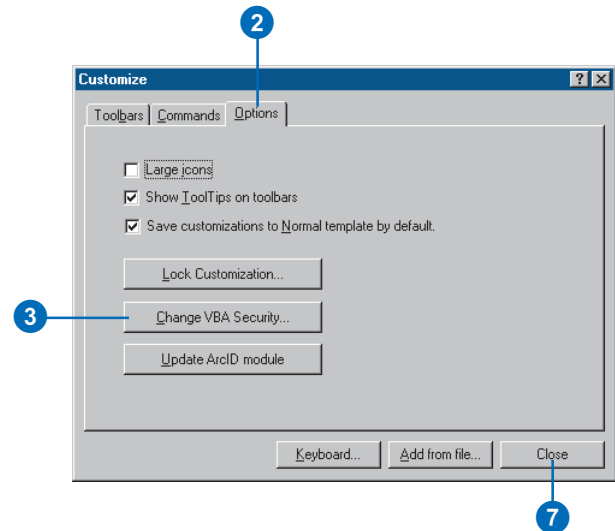 2
Customize
Toolbars Commands Options
Large icons
Show ToolTips on toolbars
Save customizations to Normal template by default.
Lock Customization...
3
Change VBA Security...
Update ArcID module
Keyboard... Add from file... Close
7